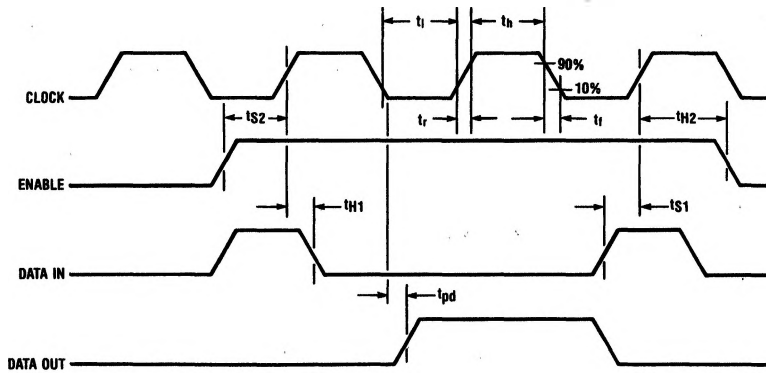 tl th
90%
10%
CLOCK
tS2 tr tf tH2
ENABLE
tH1 tS1
DATA IN
tpd
DATA OUT